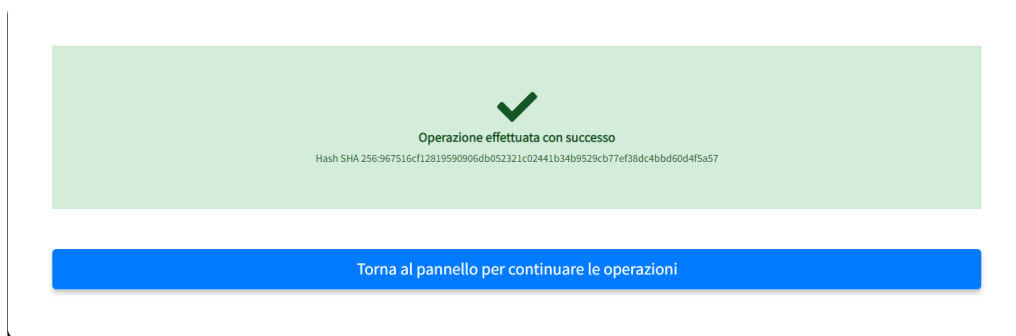 Operazione effettuata con successo
Hash SHA 256:967516cf12819590906db052321c02441b34b9529cb77ef38dc4bbd60d4f5a57
Torna al pannello per continuare le operazioni